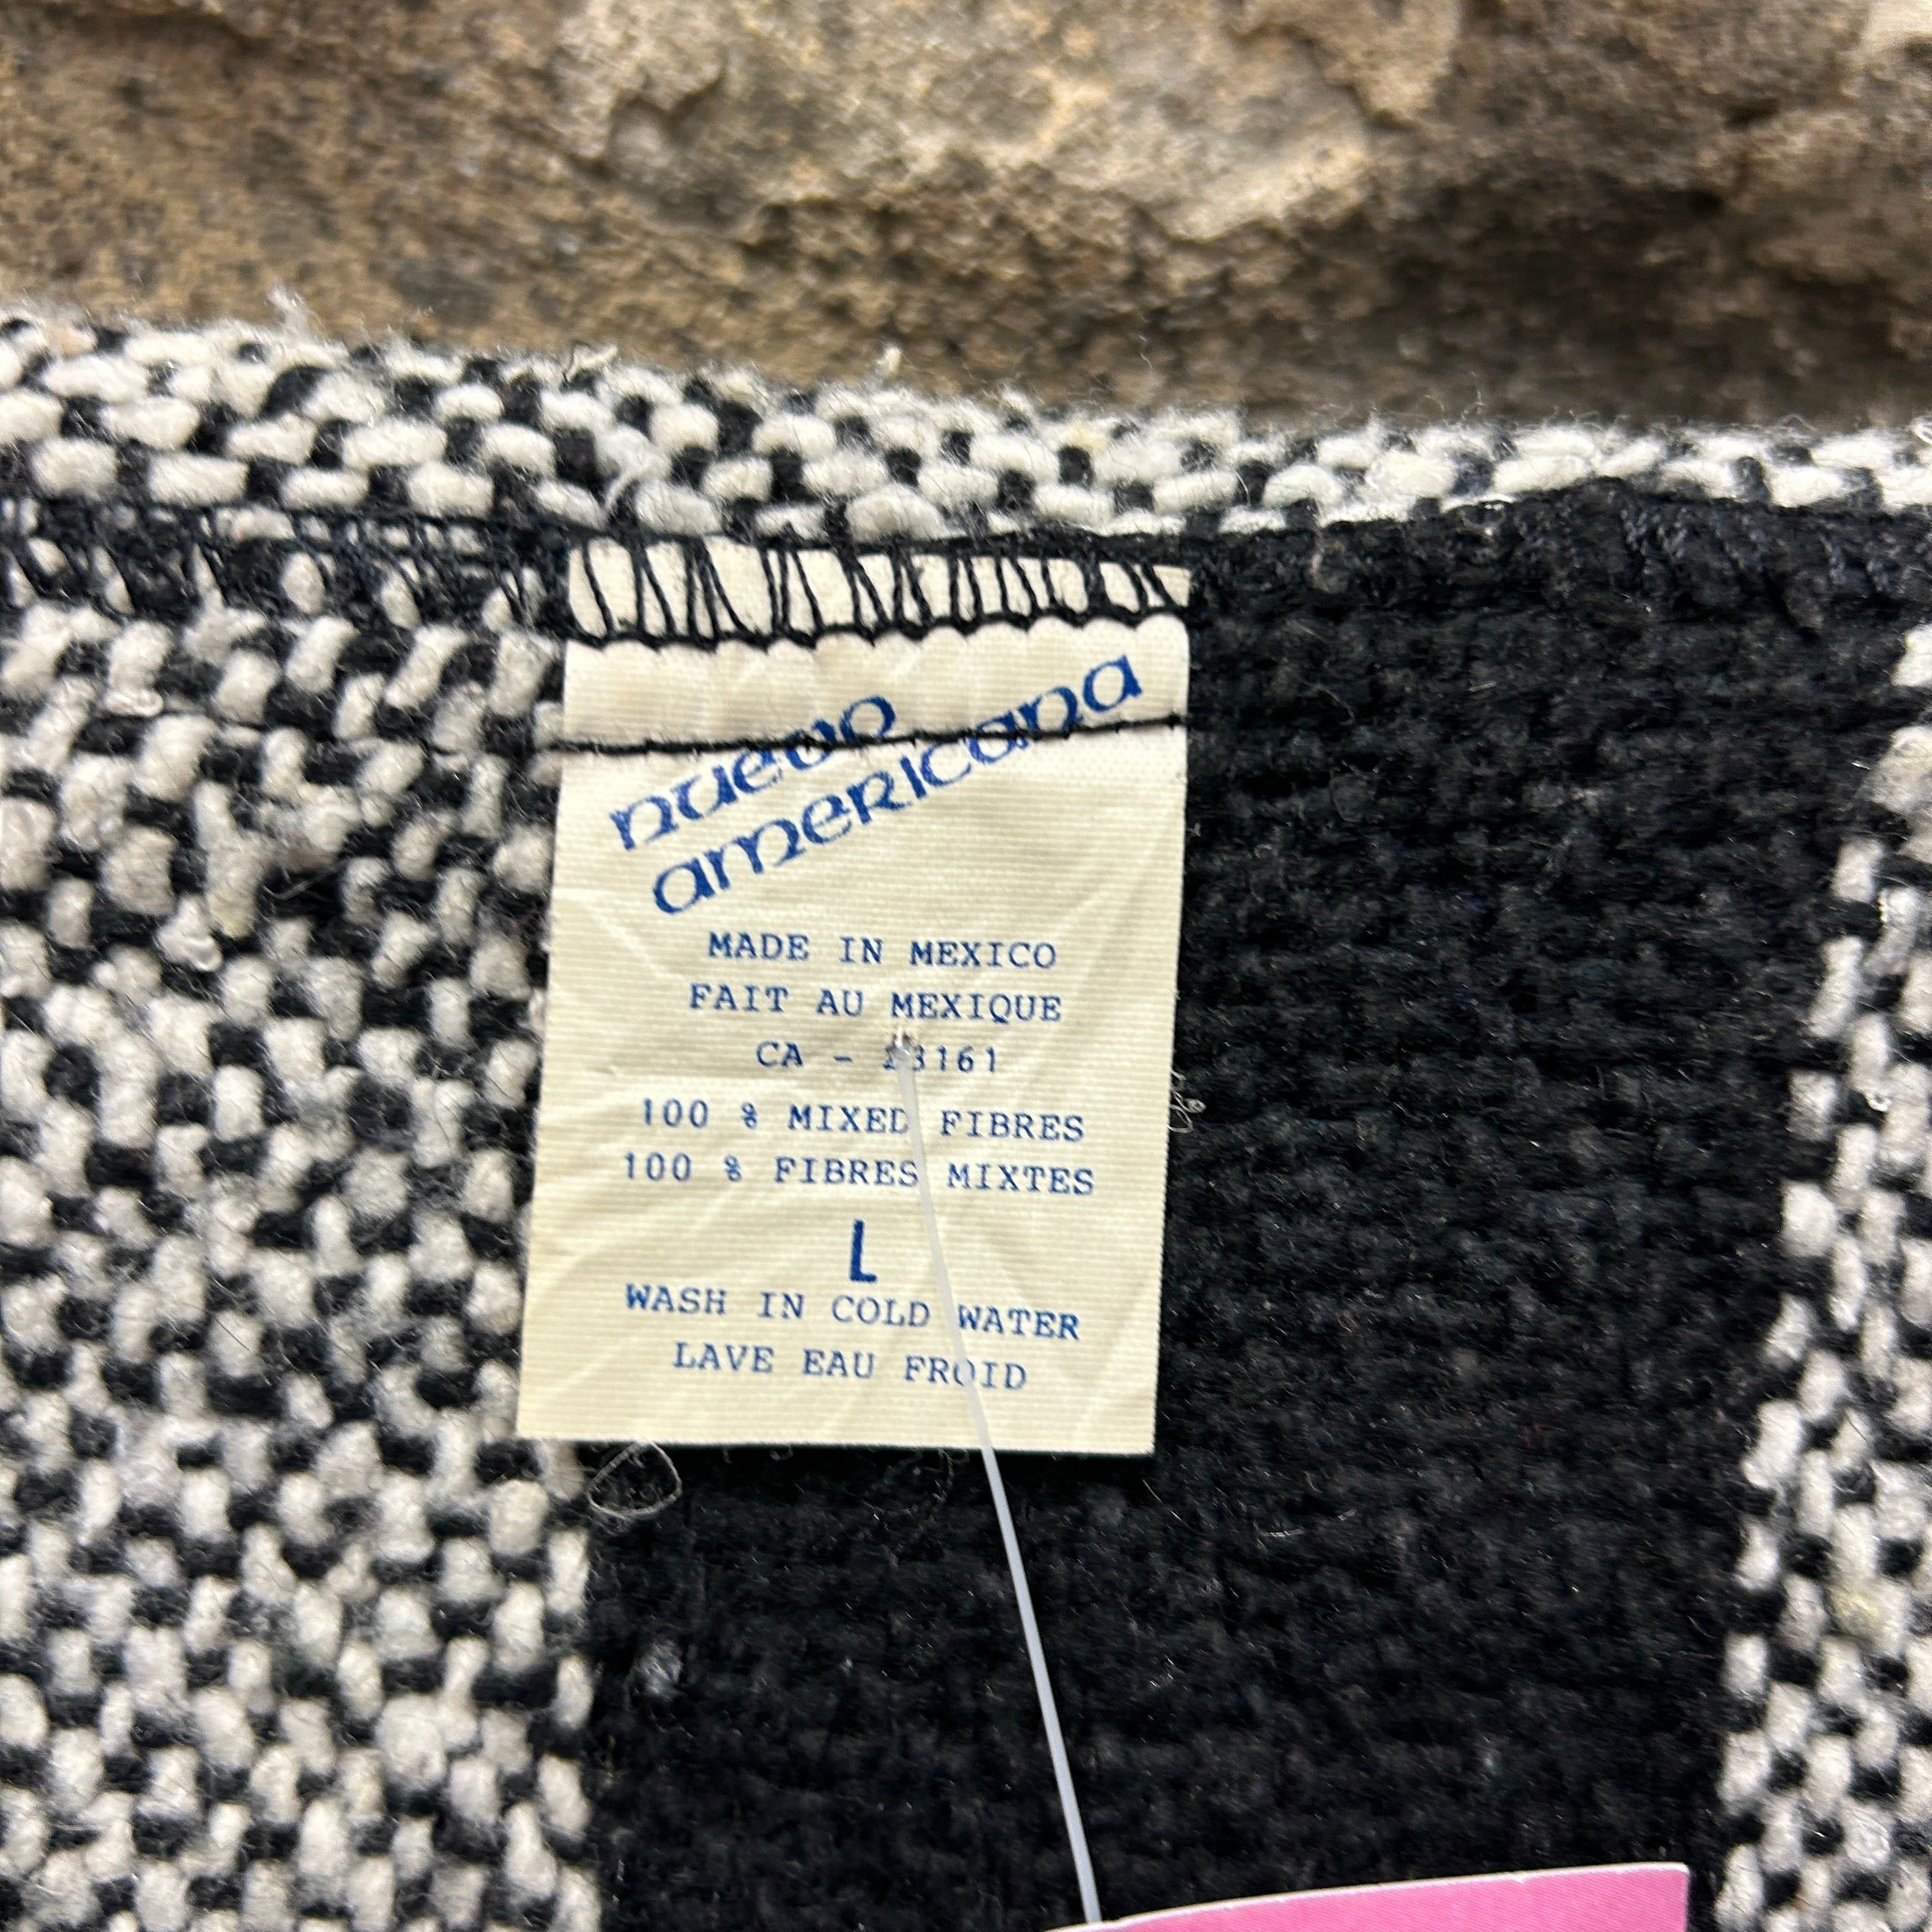 nuevo
americana
MADE IN MEXICO
FAIT AU MEXIQUE
CA -
100 % MIXED FIBRES
100 % FIBRES MIXTES
L
WASH IN COLD WATER
LAVE EAU FROID